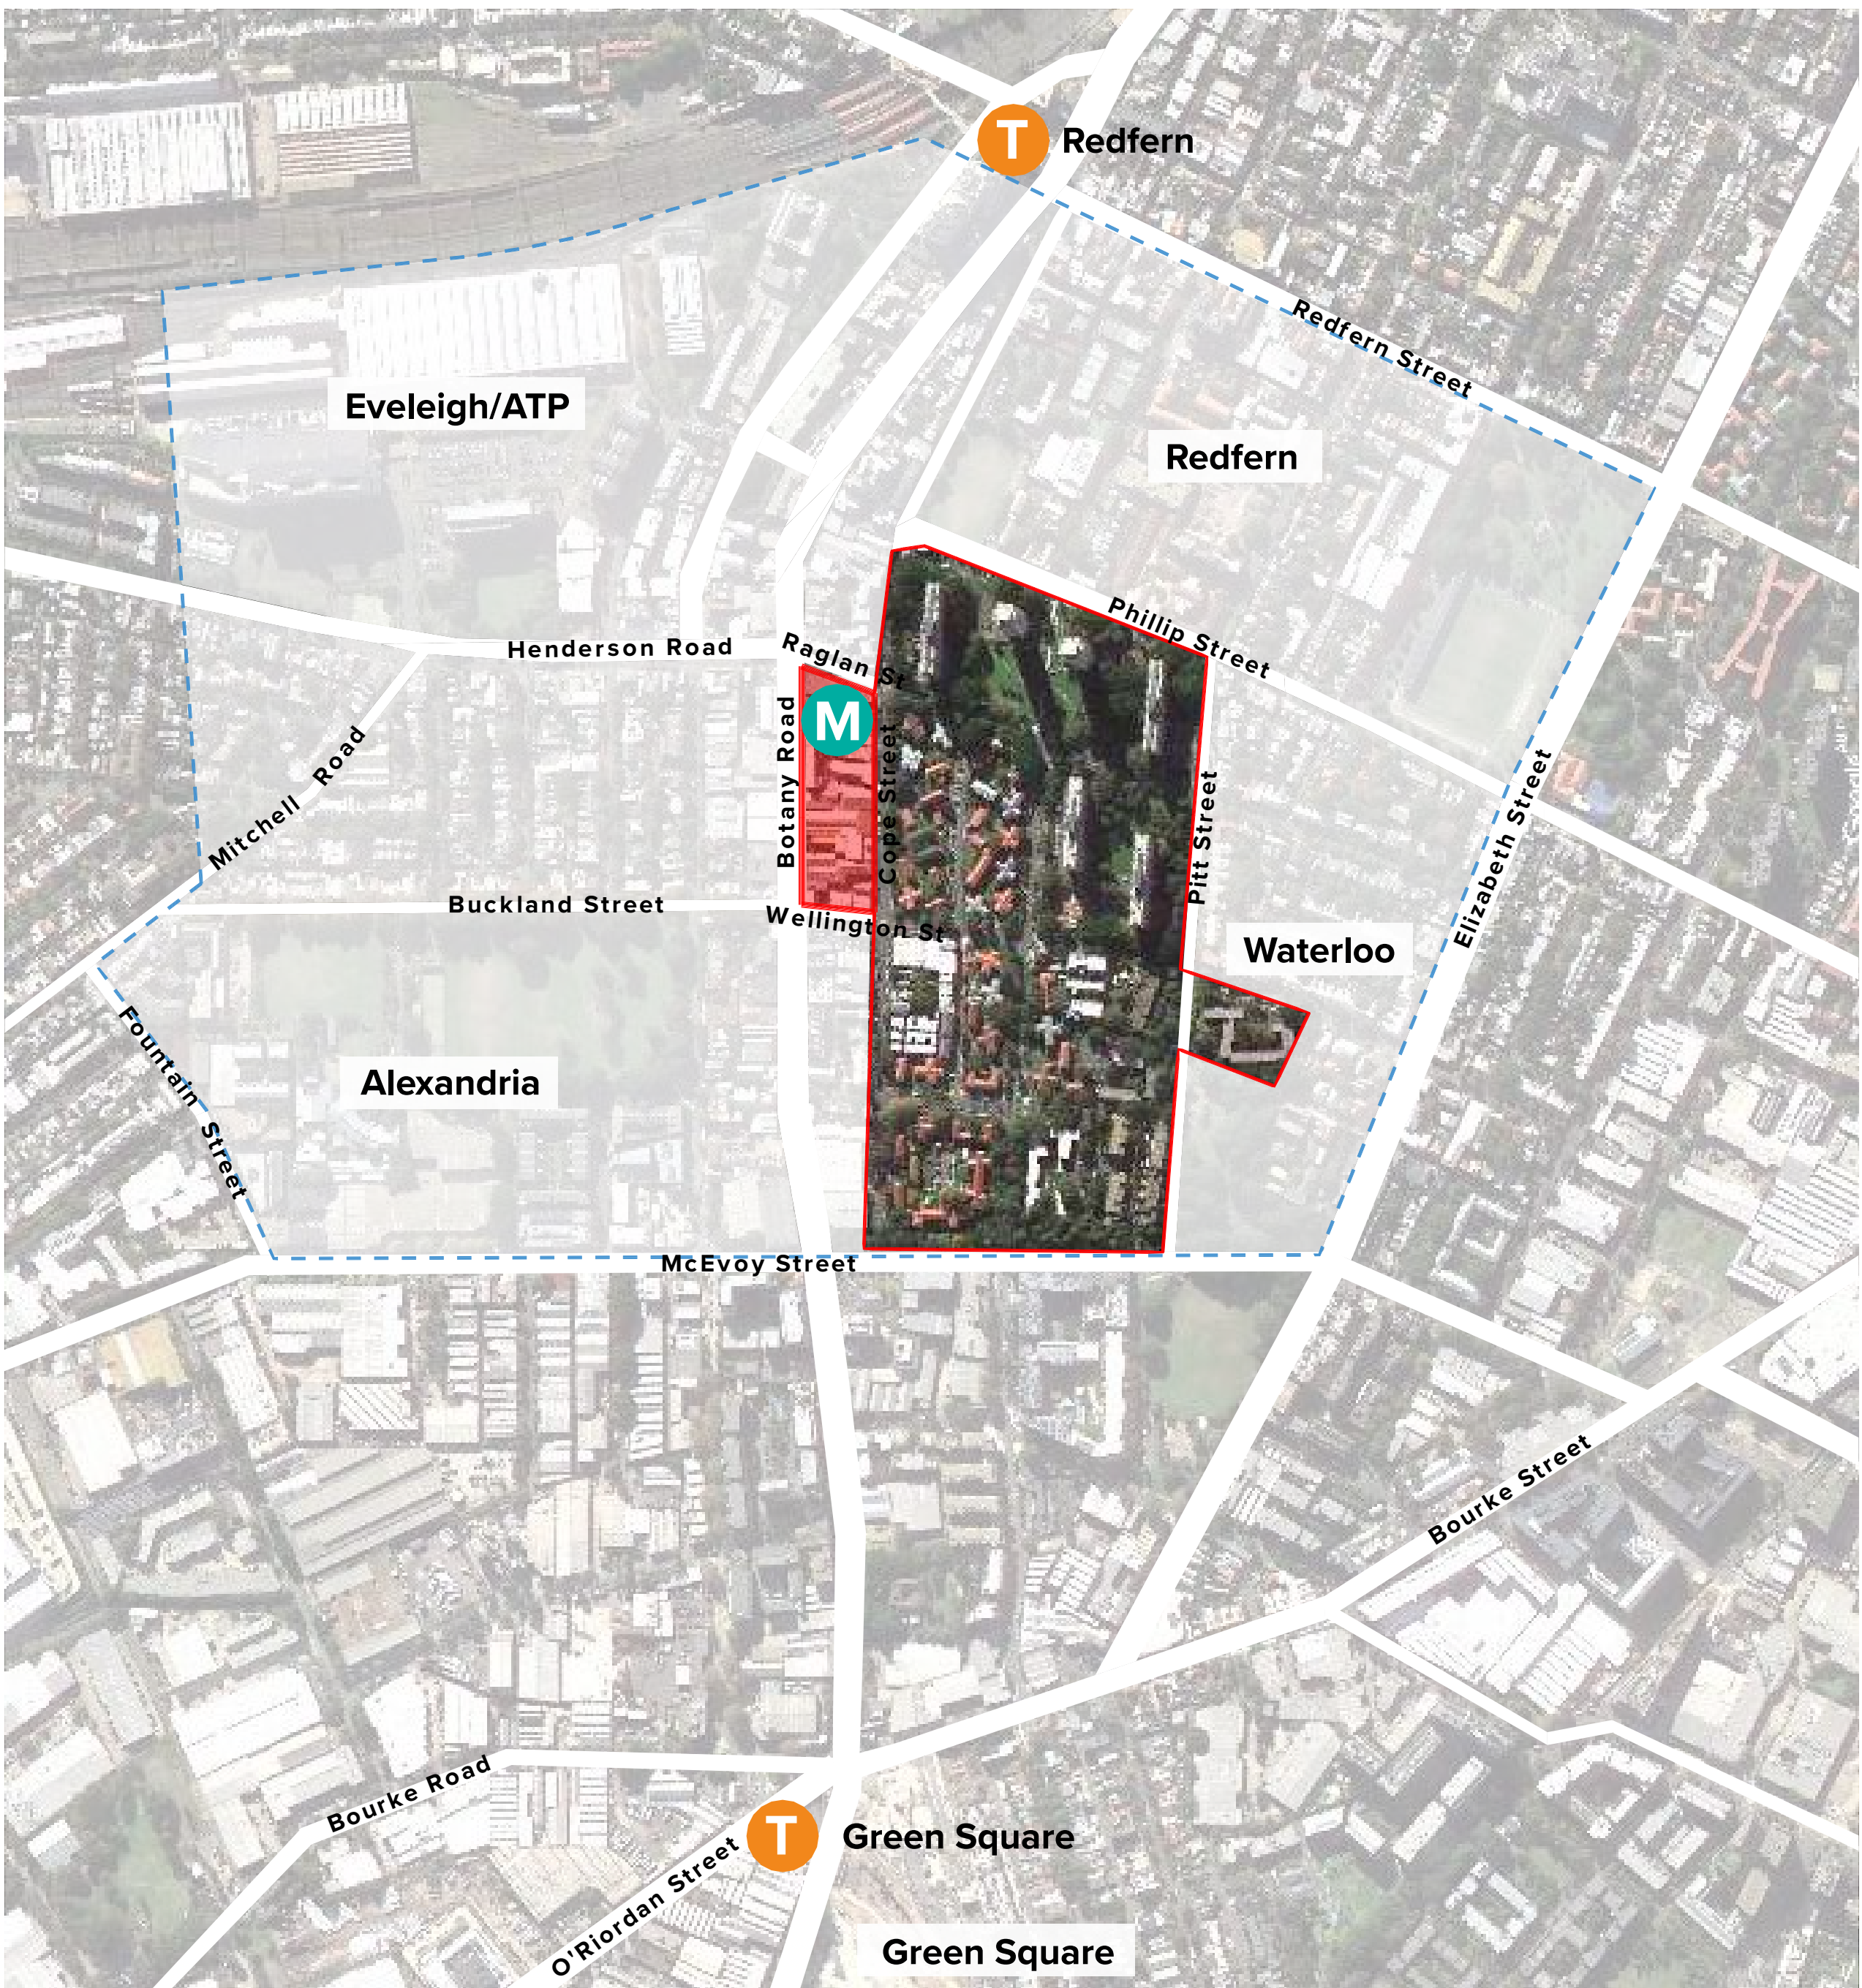 T
Redfern
Redfern Street
Eveleigh/ATP
Redfern
Phillip Street
Henderson Road
Raglan St
M
Botany Road
Cope Street
Pitt Street
Mitchell Road
Elizabeth Street
Buckland Street
Wellington St
Waterloo
Fountain Street
Alexandria
McEvoy Street
Bourke Street
Bourke Road
T
Green Square
O'Riordan Street
Green Square